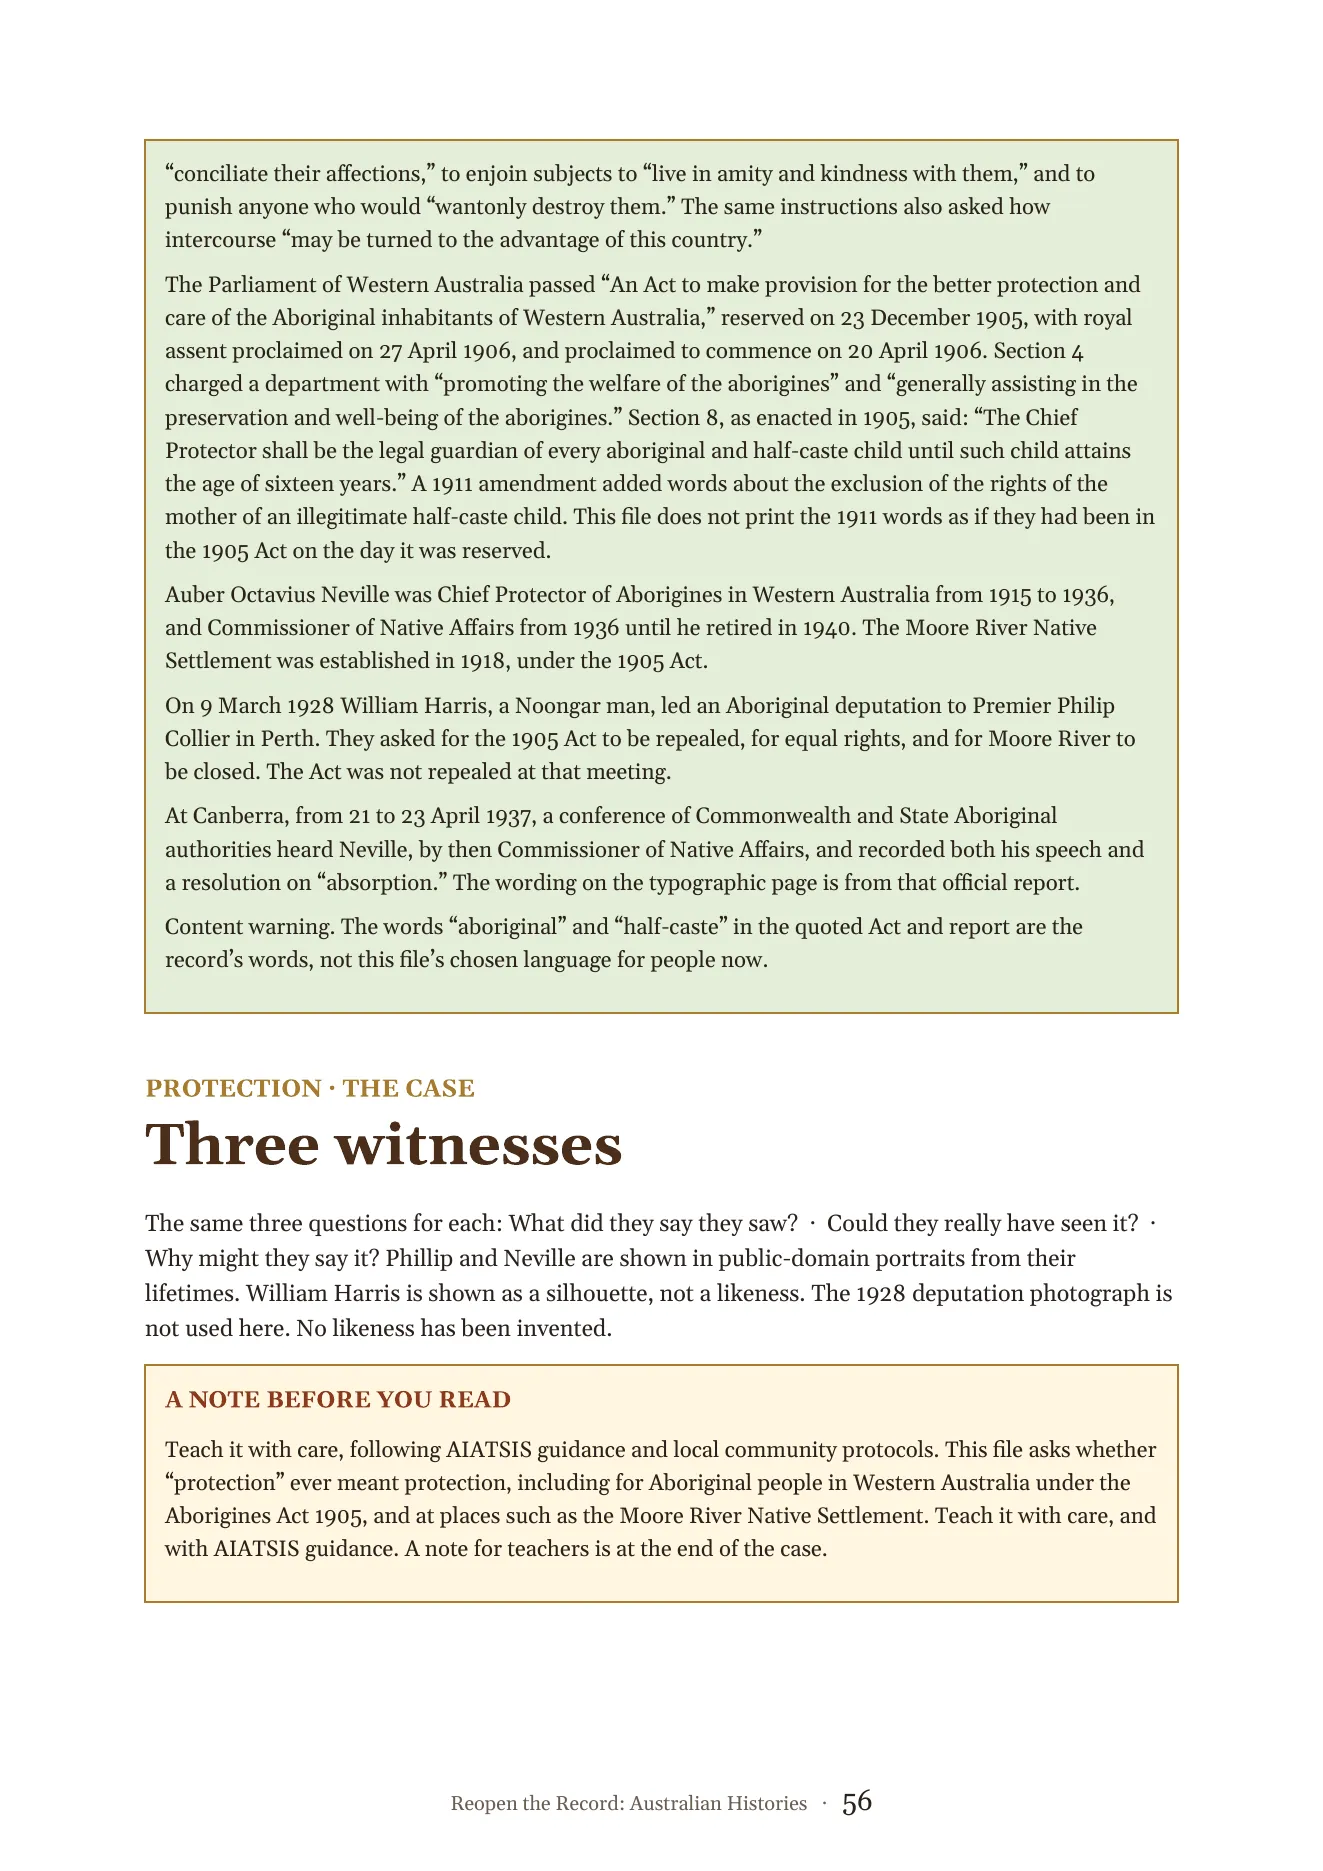 “conciliate their affections,” to enjoin subjects to “live in amity and kindness with them,” and to
punish anyone who would “wantonly destroy them.” The same instructions also asked how
intercourse “may be turned to the advantage of this country.”
The Parliament of Western Australia passed “An Act to make provision for the better protection and
care of the Aboriginal inhabitants of Western Australia,” reserved on 23 December 1905, with royal
assent proclaimed on 27 April 1906, and proclaimed to commence on 20 April 1906. Section 4
charged a department with “promoting the welfare of the aborigines” and “generally assisting in the
preservation and well-being of the aborigines.” Section 8, as enacted in 1905, said: “The Chief
Protector shall be the legal guardian of every aboriginal and half-caste child until such child attains
the age of sixteen years.” A 1911 amendment added words about the exclusion of the rights of the
mother of an illegitimate half-caste child. This file does not print the 1911 words as if they had been in
the 1905 Act on the day it was reserved.
Auber Octavius Neville was Chief Protector of Aborigines in Western Australia from 1915 to 1936,
and Commissioner of Native Affairs from 1936 until he retired in 1940. The Moore River Native
Settlement was established in 1918, under the 1905 Act.
On 9 March 1928 William Harris, a Noongar man, led an Aboriginal deputation to Premier Philip
Collier in Perth. They asked for the 1905 Act to be repealed, for equal rights, and for Moore River to
be closed. The Act was not repealed at that meeting.
At Canberra, from 21 to 23 April 1937, a conference of Commonwealth and State Aboriginal
authorities heard Neville, by then Commissioner of Native Affairs, and recorded both his speech and
a resolution on “absorption.” The wording on the typographic page is from that official report.
Content warning. The words “aboriginal” and “half-caste” in the quoted Act and report are the
record’s words, not this file’s chosen language for people now.
PROTECTION · THE CASE
Three witnesses
The same three questions for each: What did they say they saw? · Could they really have seen it? ·
Why might they say it? Phillip and Neville are shown in public-domain portraits from their
lifetimes. William Harris is shown as a silhouette, not a likeness. The 1928 deputation photograph is
not used here. No likeness has been invented.
A NOTE BEFORE YOU READ
Teach it with care, following AIATSIS guidance and local community protocols. This file asks whether
“protection” ever meant protection, including for Aboriginal people in Western Australia under the
Aborigines Act 1905, and at places such as the Moore River Native Settlement. Teach it with care, and
with AIATSIS guidance. A note for teachers is at the end of the case.
Reopen the Record: Australian Histories · 56